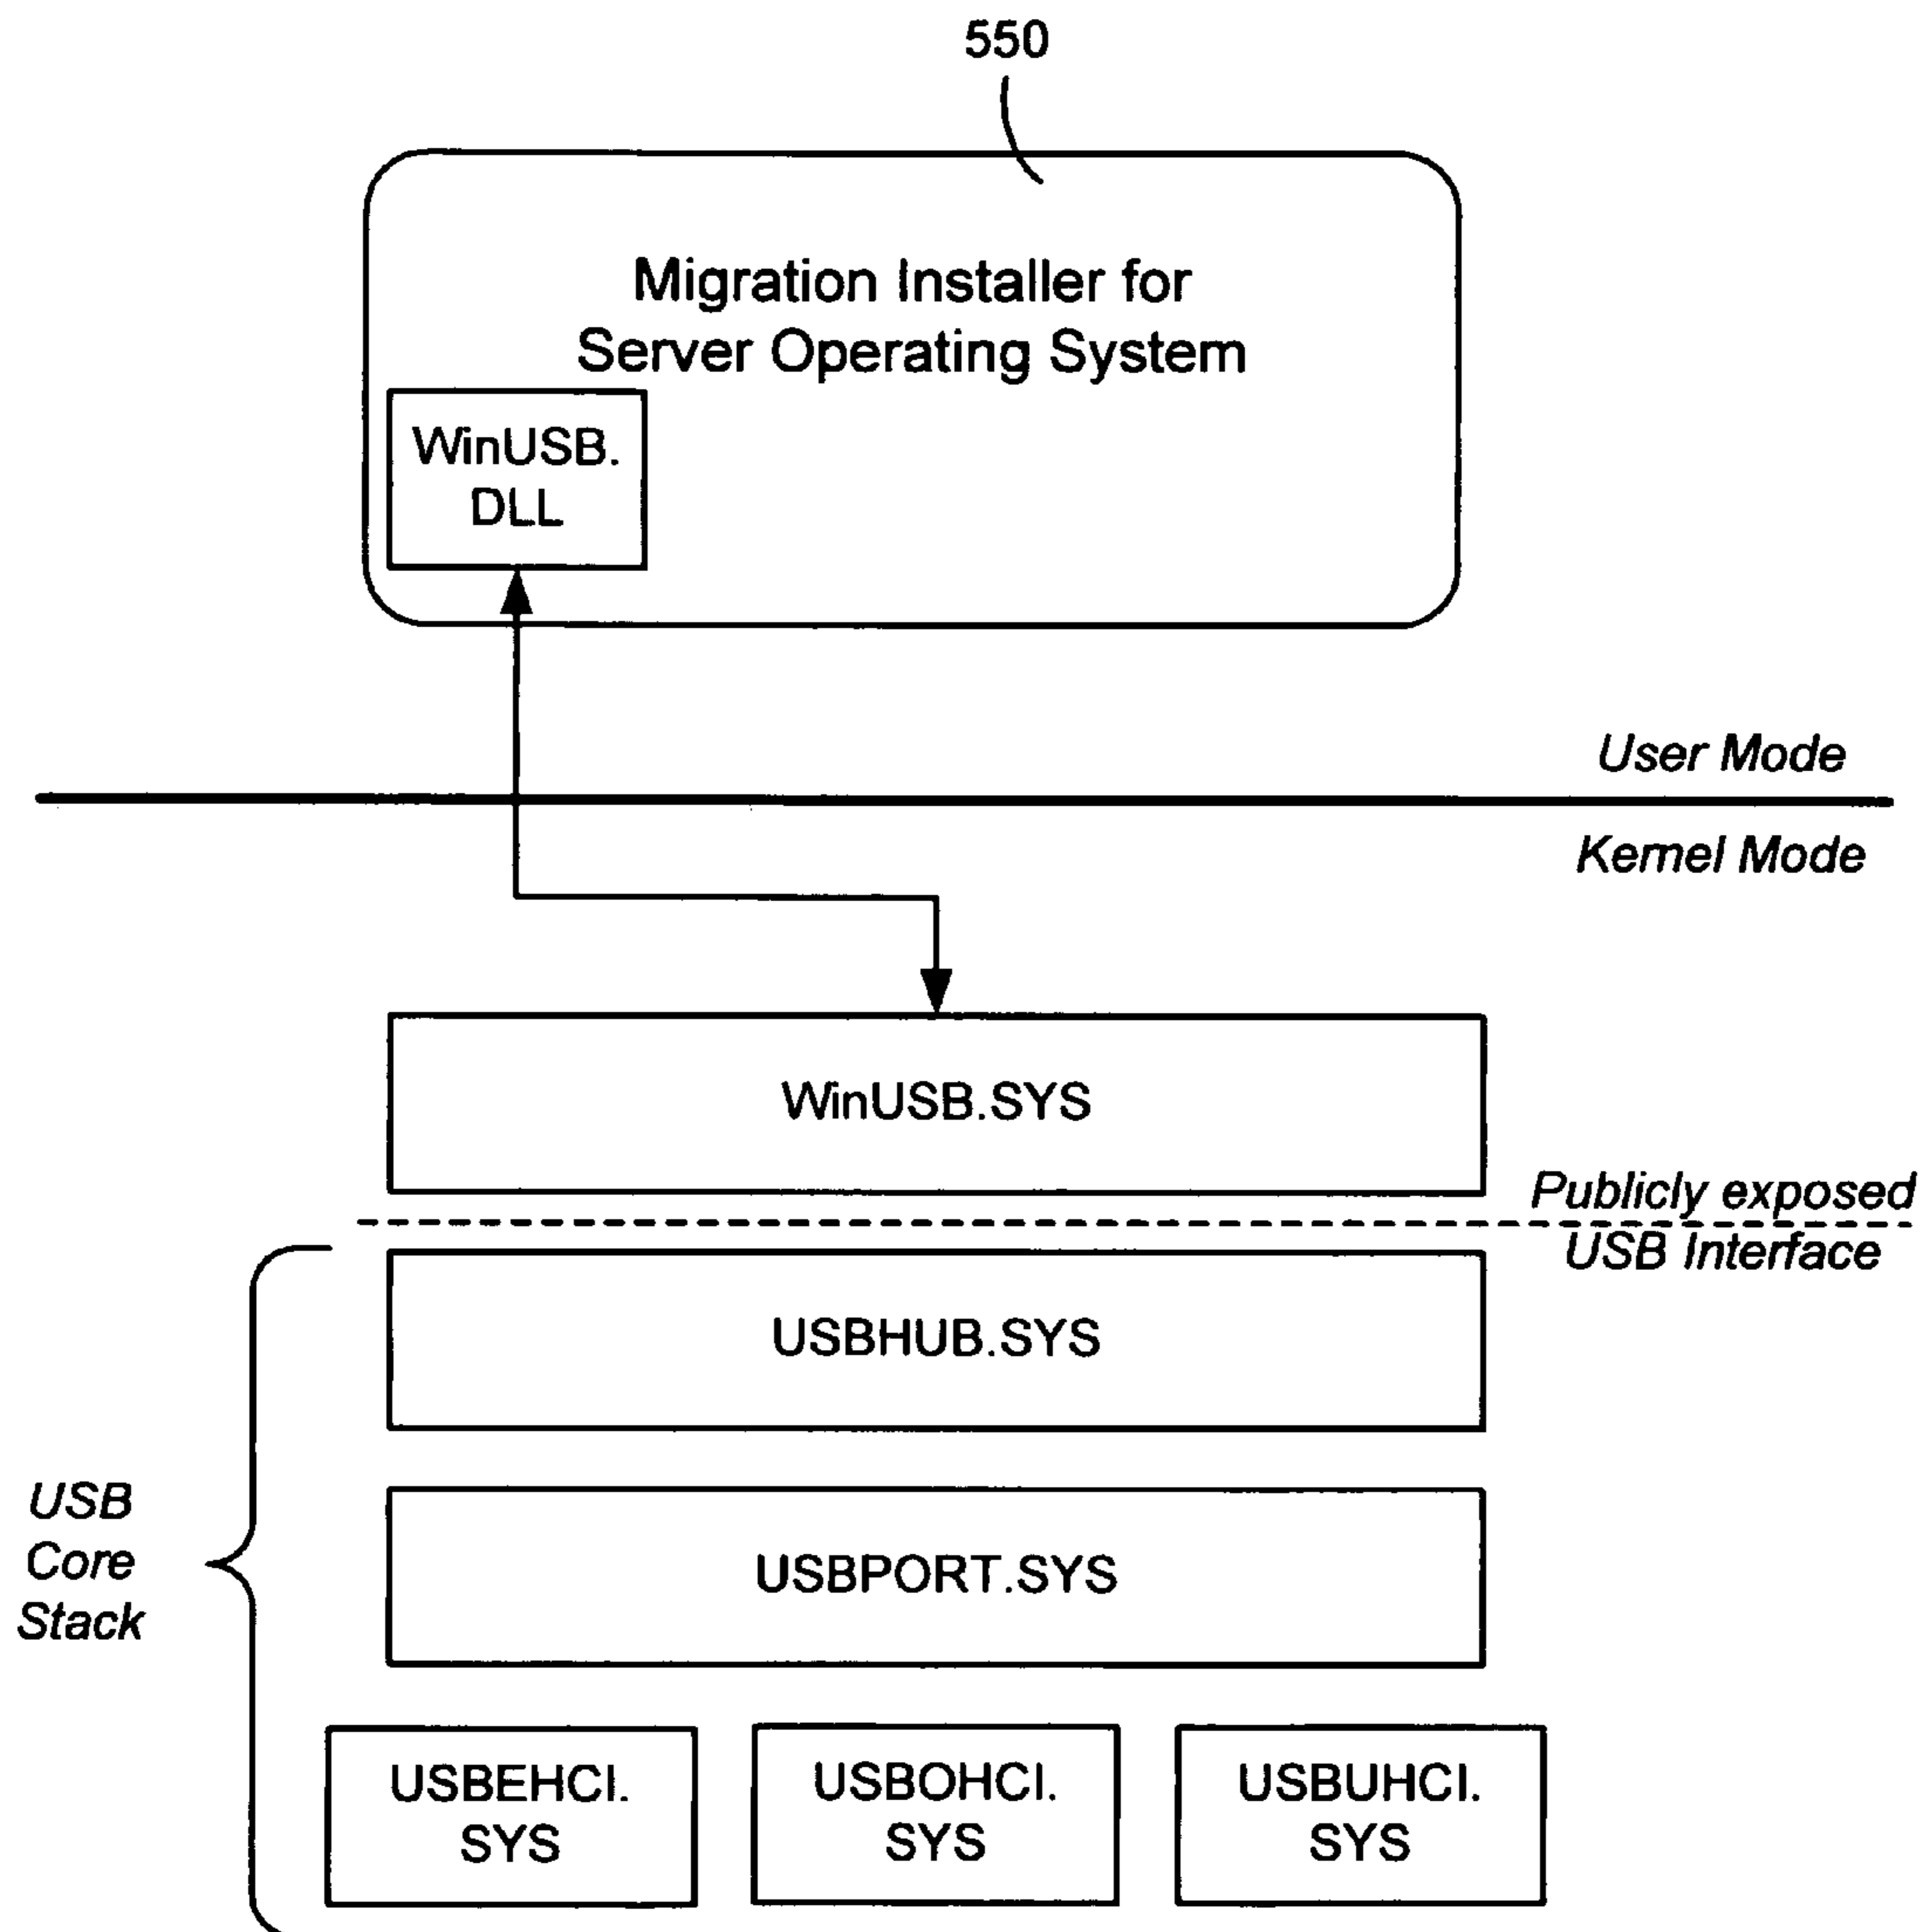 550
Migration Installer for
Server Operating System
WinUSB.
DLL
User Mode
Kernel Mode
WinUSB.SYS
Publicly exposed
USB Interface
USBHUB.SYS
USB
Core
Stack
USBPORT.SYS
USBEHCI.
SYS
USBOHCI.
SYS
USBUHCI.
SYS